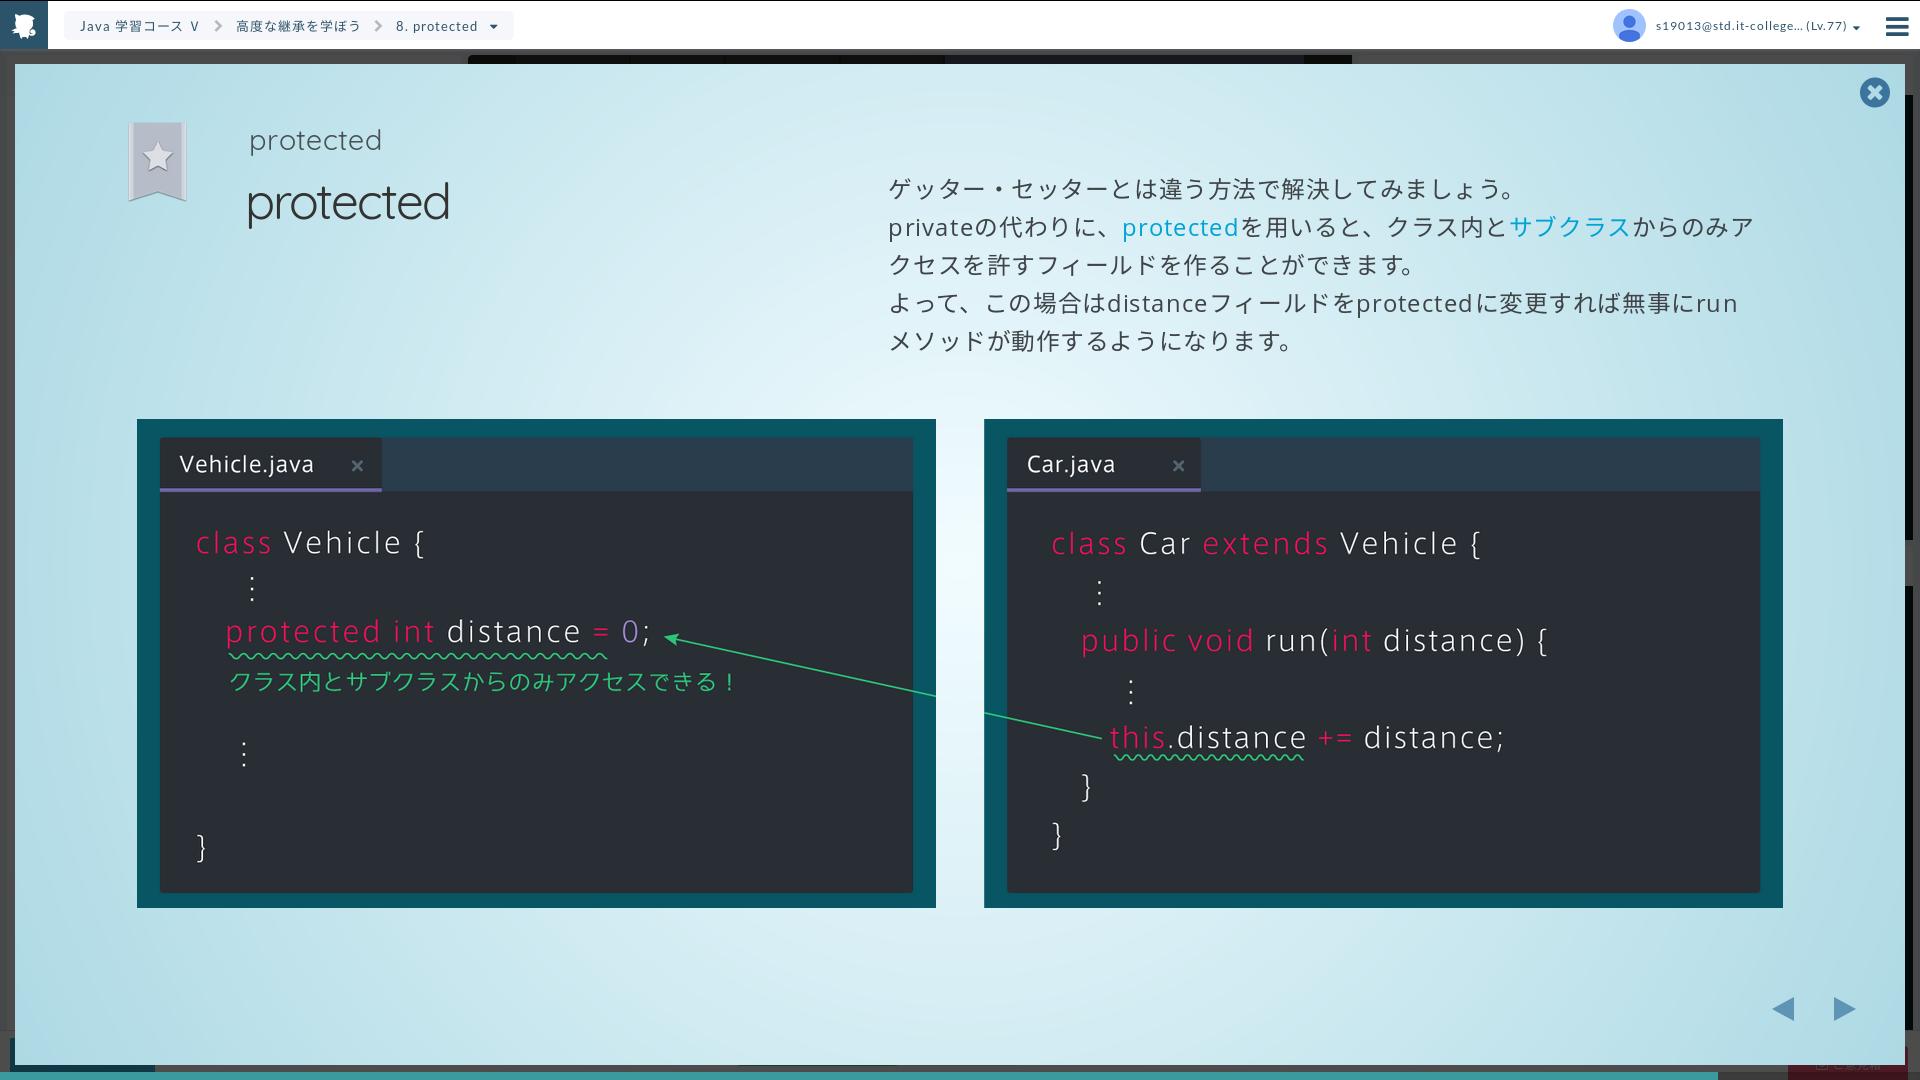 Java 学習コース Ⅴ
高度な継承を学ぼう
8. protected
s19013@std.it-college... (Lv.77)
protected
protected
ゲッター・セッターとは違う方法で解決してみましょう。
privateの代わりに、protectedを用いると、クラス内とサブクラスからのみア
クセスを許すフィールドを作ることができます。
よって、この場合はdistanceフィールドをprotectedに変更すれば無事にrun
メソッドが動作するようになります。
Vehicle.java ×
class Vehicle {
⋮
protected int distance = 0;
クラス内とサブクラスからのみアクセスできる！
⋮
}
Car.java ×
class Car extends Vehicle {
⋮
public void run(int distance) {
⋮
this.distance += distance;
}
}